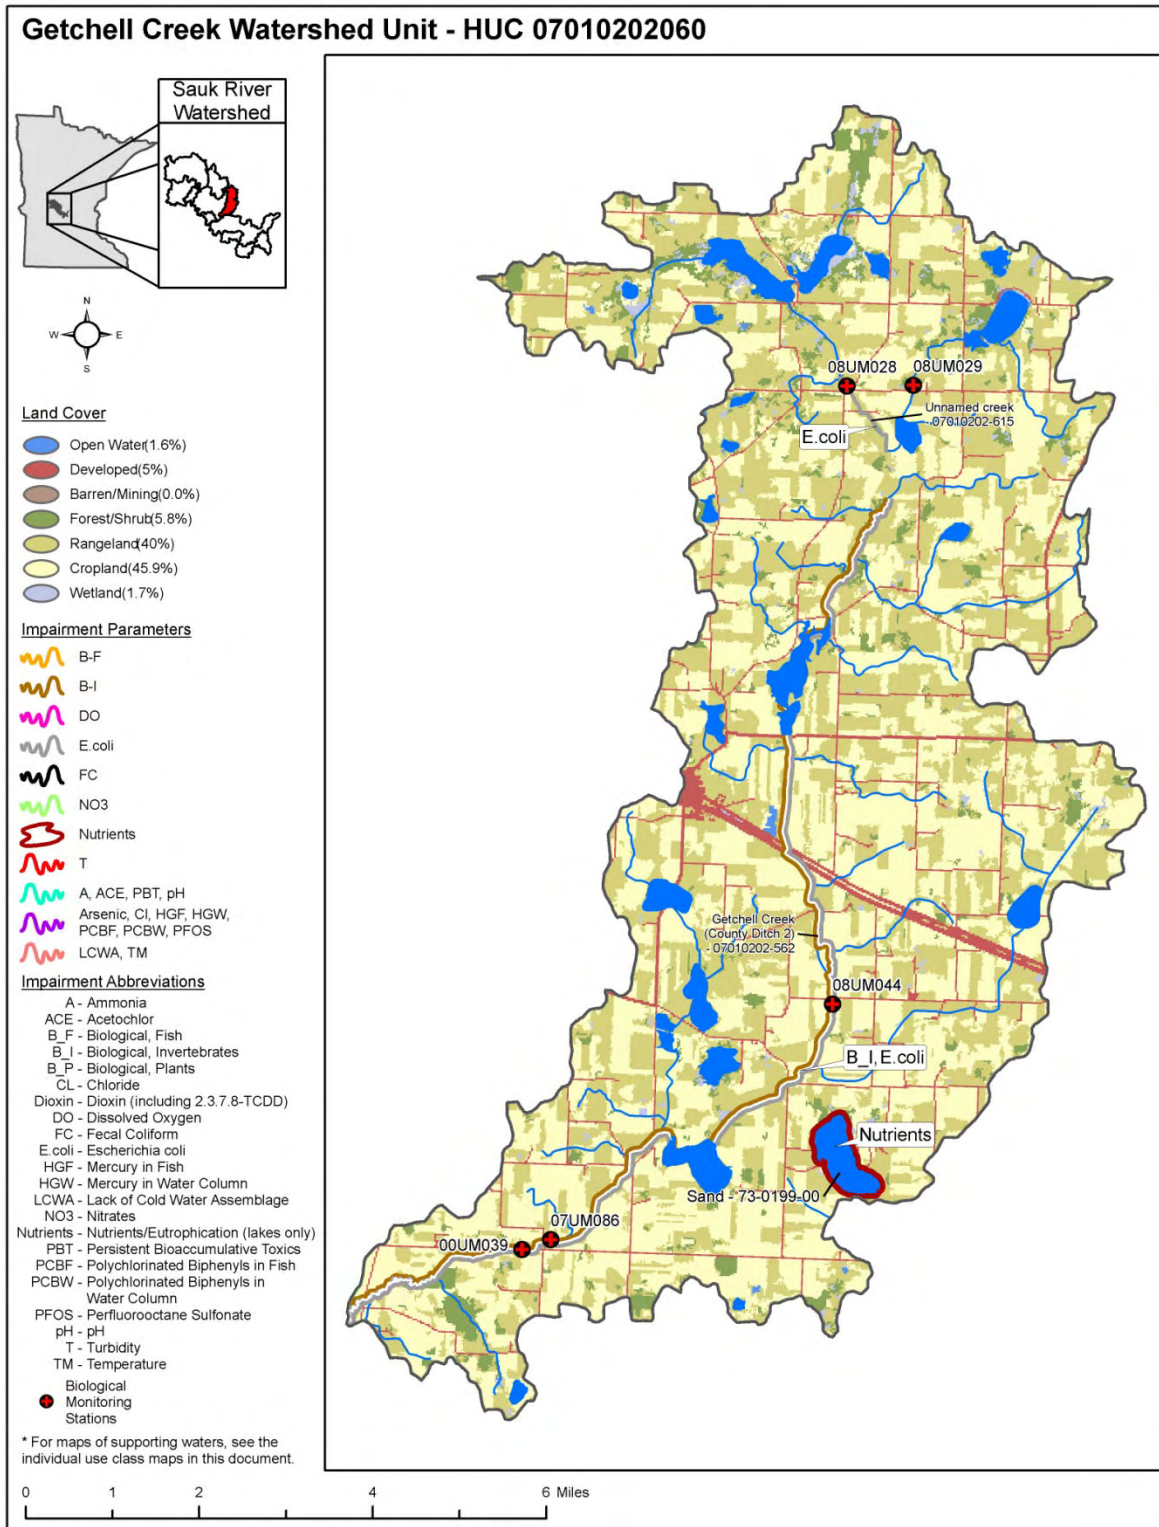 Getchell Creek Watershed Unit - HUC 07010202060
Sauk River
Watershed
N
W
E
S
Land Cover
Open Water(1.6%)
Developed(5%)
Barren/Mining(0.0%)
Forest/Shrub(5.8%)
Rangeland(40%)
Cropland(45.9%)
Wetland(1.7%)
Impairment Parameters
B-F
B-I
DO
E.coli
FC
NO3
Nutrients
T
A, ACE, PBT, pH
Arsenic, Cl, HGF, HGW,
PCBF, PCBW, PFOS
LCWA, TM
Impairment Abbreviations
A - Ammonia
ACE - Acetochlor
B_F - Biological, Fish
B_I - Biological, Invertebrates
B_P - Biological, Plants
CL - Chloride
Dioxin - Dioxin (including 2.3.7.8-TCDD)
DO - Dissolved Oxygen
FC - Fecal Coliform
E.coli - Escherichia coli
HGF - Mercury in Fish
HGW - Mercury in Water Column
LCWA - Lack of Cold Water Assemblage
NO3 - Nitrates
Nutrients - Nutrients/Eutrophication (lakes only)
PBT - Persistent Bioaccumulative Toxics
PCBF - Polychlorinated Biphenyls in Fish
PCBW - Polychlorinated Biphenyls in
Water Column
PFOS - Perfluorooctane Sulfonate
pH - pH
T - Turbidity
TM - Temperature
Biological
Monitoring
Stations
* For maps of supporting waters, see the
individual use class maps in this document.
0 1 2 4 6 Miles
08UM028
08UM029
Unnamed creek
- 07010202-615
E.coli
Getchell Creek
(County Ditch 2)
- 07010202-562
08UM044
B_I, E.coli
Nutrients
Sand - 73-0199-00
07UM086
00UM039